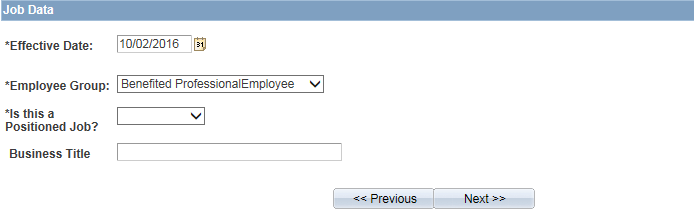 Job Data
*Effective Date: 10/02/2016 31
*Employee Group: Benefited ProfessionalEmployee
*Is this a
Positioned Job?
Business Title
<< Previous Next >>